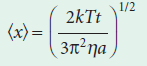 ⟨x⟩ = ( 2kTt / 3π²ηa )^1/2